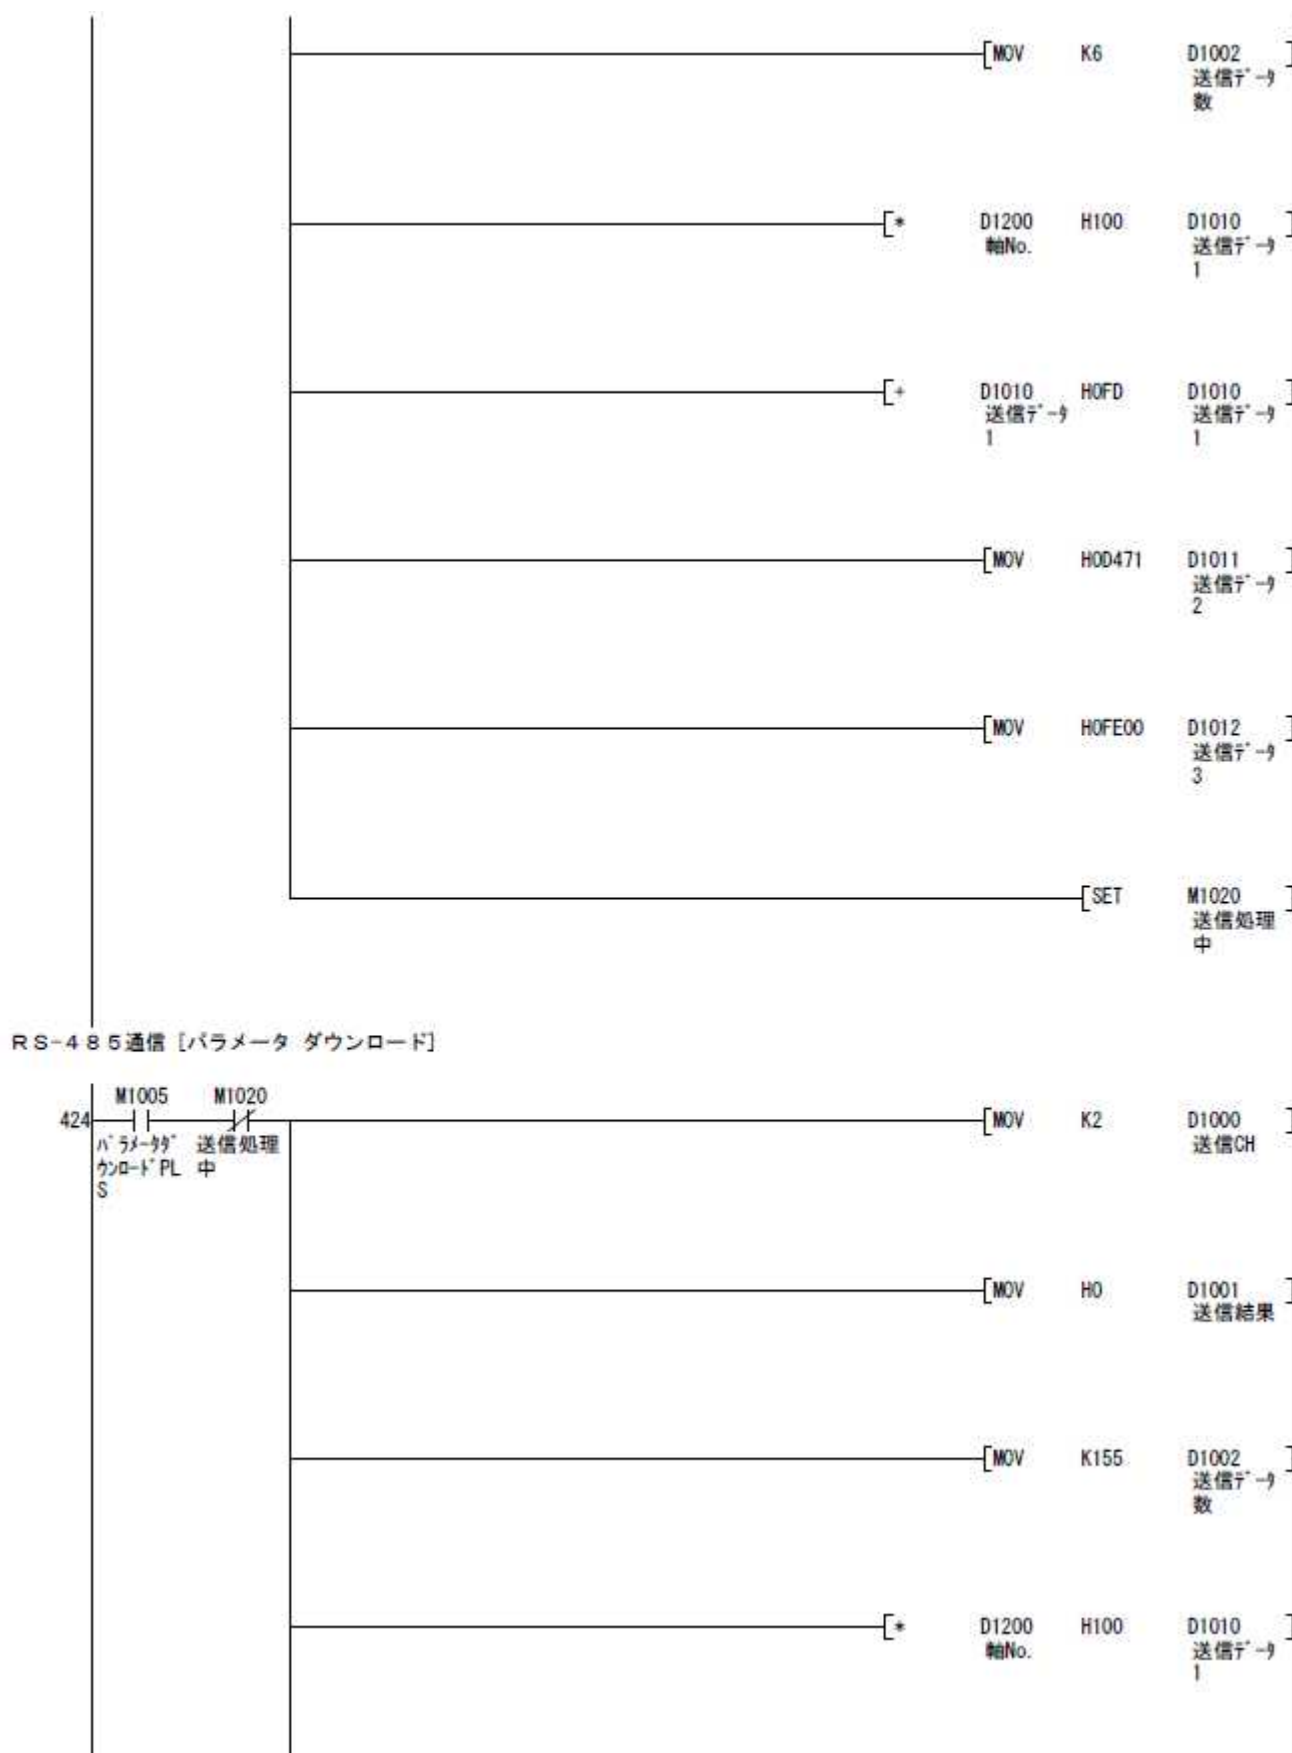 [MOV K6 D1002 ]
送信ﾃﾞｰﾀ
数
[* D1200 H100 D1010 ]
軸No. 送信ﾃﾞｰﾀ
1
[+ D1010 H0FD D1010 ]
送信ﾃﾞｰﾀ 送信ﾃﾞｰﾀ
1 1
[MOV H0D471 D1011 ]
送信ﾃﾞｰﾀ
2
[MOV H0FE00 D1012 ]
送信ﾃﾞｰﾀ
3
[SET M1020 ]
送信処理
中
ＲＳ-４８５通信［パラメータ ダウンロード］
M1005 M1020
424 [MOV K2 D1000 ]
ﾊﾟﾗﾒｰﾀﾀﾞ 送信処理 送信CH
ｳﾝﾛｰﾄﾞPL 中
S
[MOV H0 D1001 ]
送信結果
[MOV K155 D1002 ]
送信ﾃﾞｰﾀ
数
[* D1200 H100 D1010 ]
軸No. 送信ﾃﾞｰﾀ
1